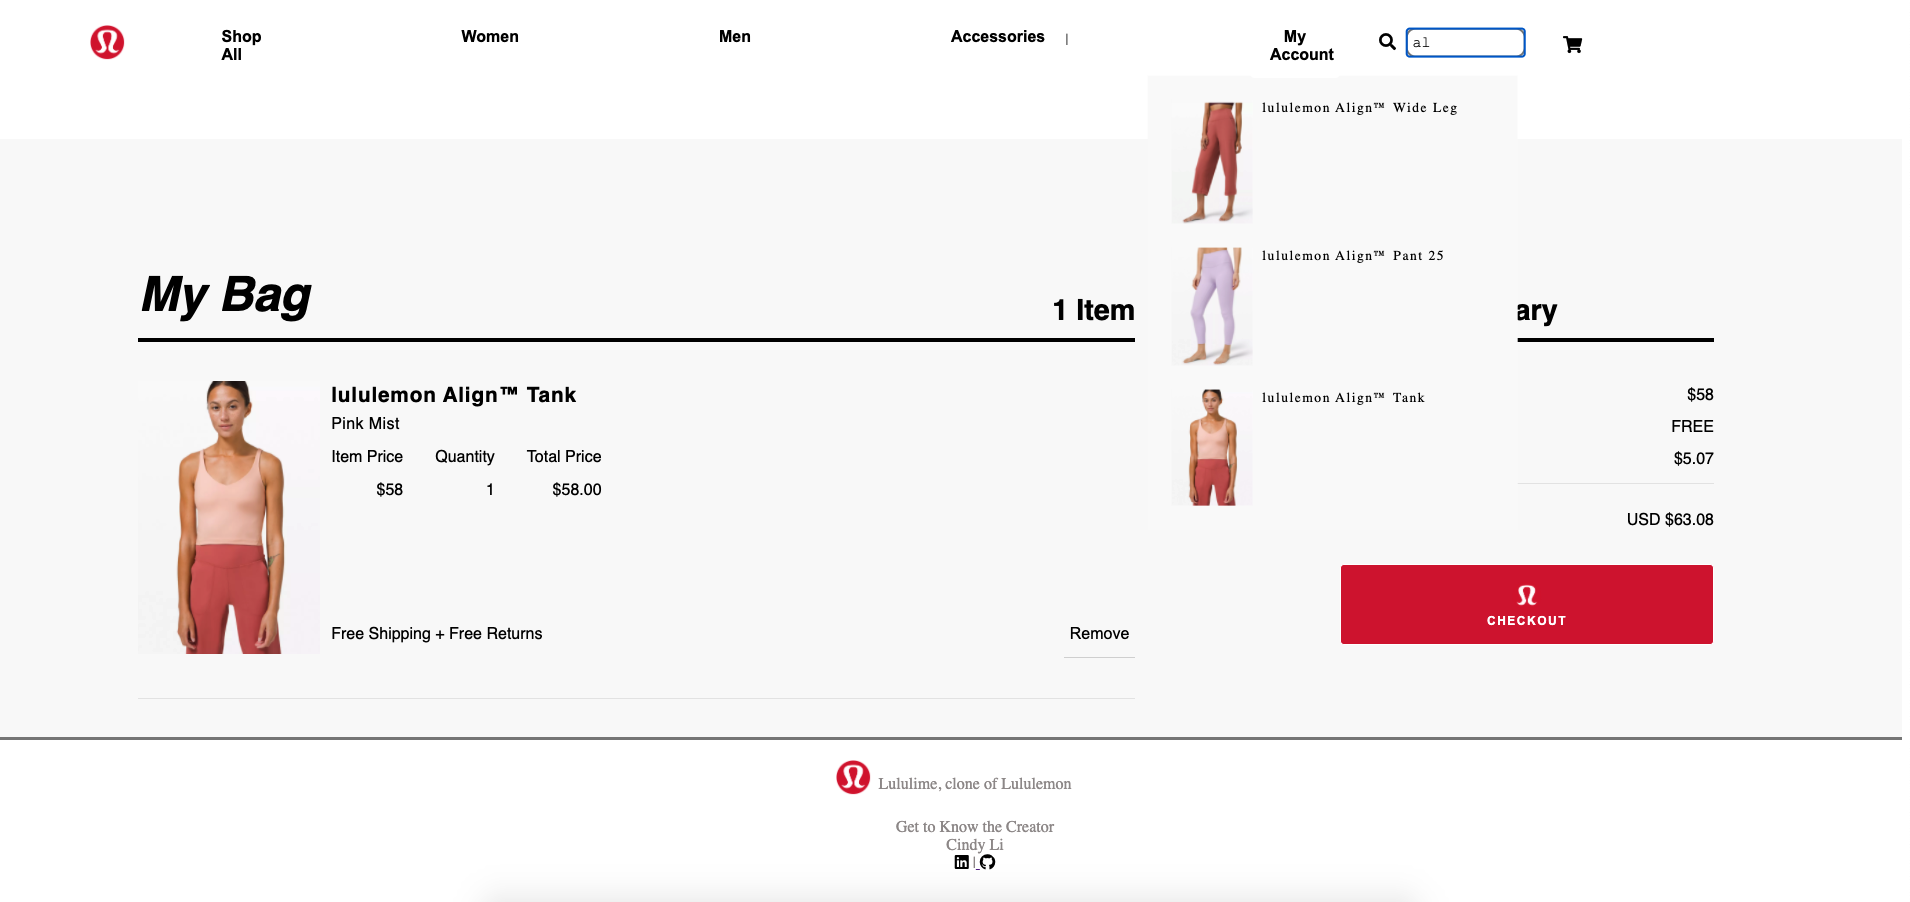 Shop
All
Women
Men
Accessories |
My
Account
al
lululemon Align™ Wide Leg
lululemon Align™ Pant 25
lululemon Align™ Tank
My Bag
1 Item
ary
lululemon Align™ Tank
Pink Mist
Item Price Quantity Total Price
$58 1 $58.00
Free Shipping + Free Returns
Remove
$58
FREE
$5.07
USD $63.08
CHECKOUT
Lululime, clone of Lululemon
Get to Know the Creator
Cindy Li
|